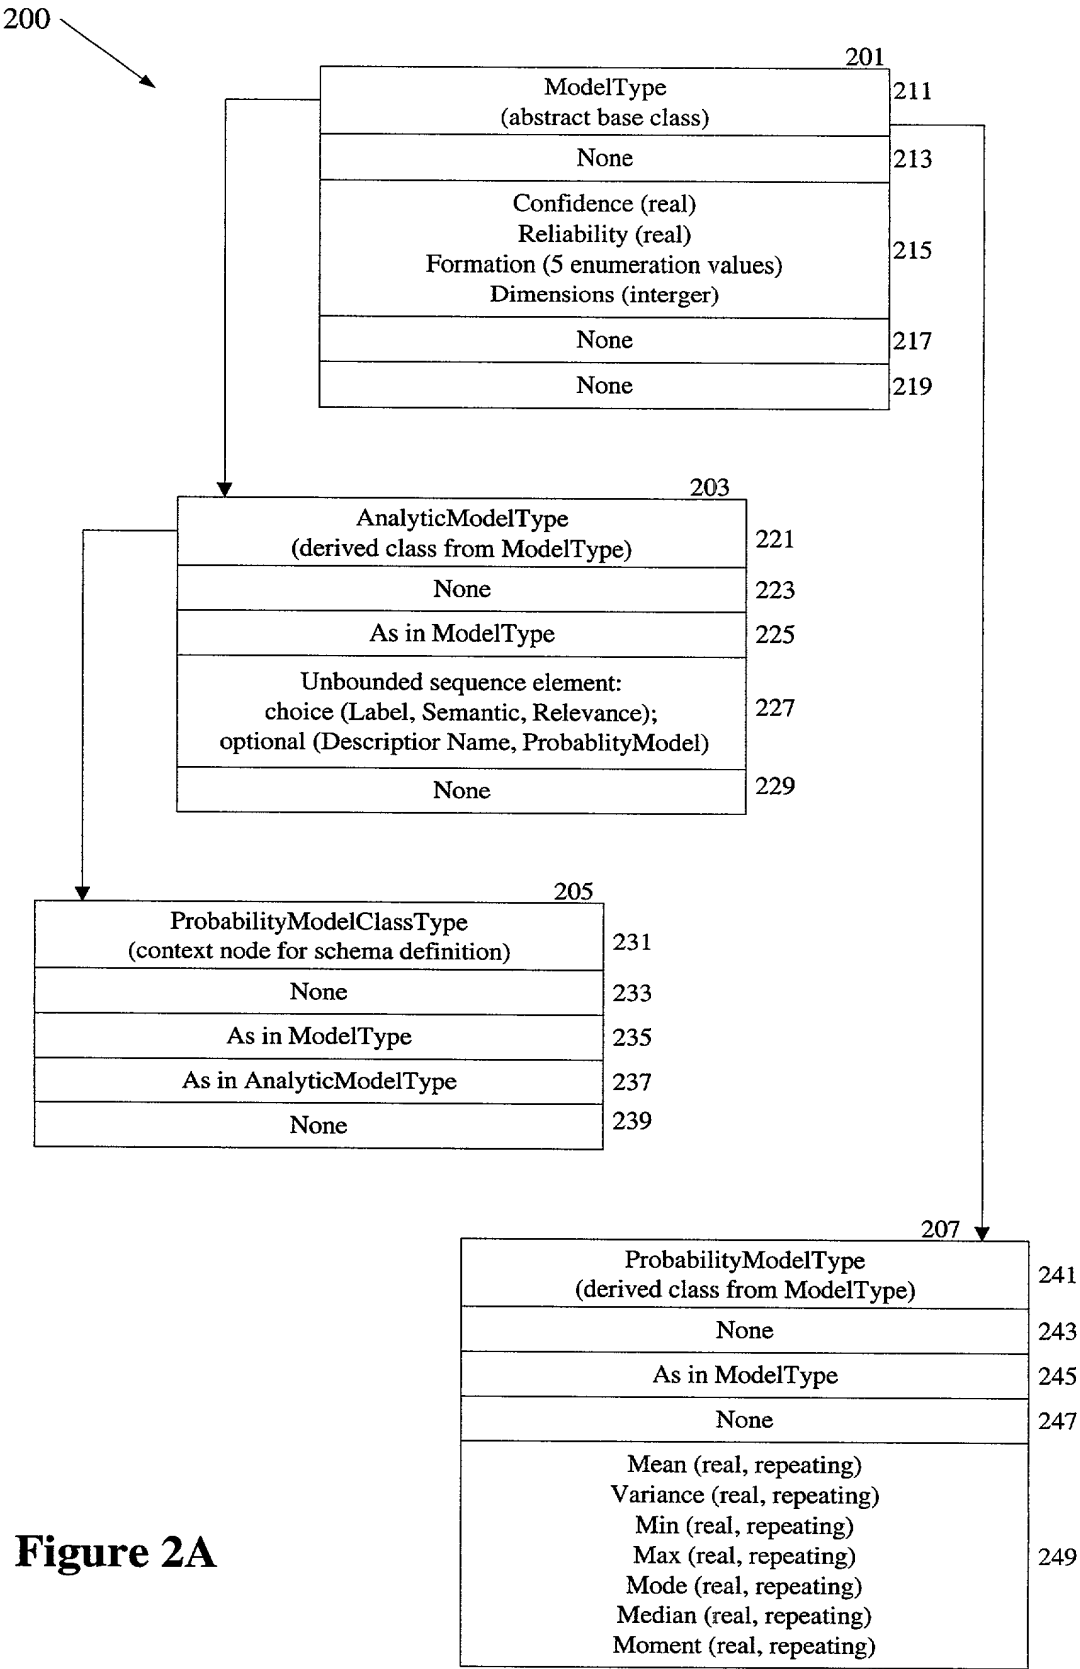 200
201
ModelType
(abstract base class)
211
None
213
Confidence (real)
Reliability (real)
Formation (5 enumeration values)
Dimensions (interger)
215
None
217
None
219
203
AnalyticModelType
(derived class from ModelType)
221
None
223
As in ModelType
225
Unbounded sequence element:
choice (Label, Semantic, Relevance);
optional (Descriptior Name, ProbablityModel)
227
None
229
205
ProbabilityModelClassType
(context node for schema definition)
231
None
233
As in ModelType
235
As in AnalyticModelType
237
None
239
207
ProbabilityModelType
(derived class from ModelType)
241
None
243
As in ModelType
245
None
247
Mean (real, repeating)
Variance (real, repeating)
Min (real, repeating)
Max (real, repeating)
Mode (real, repeating)
Median (real, repeating)
Moment (real, repeating)
249
Figure 2A